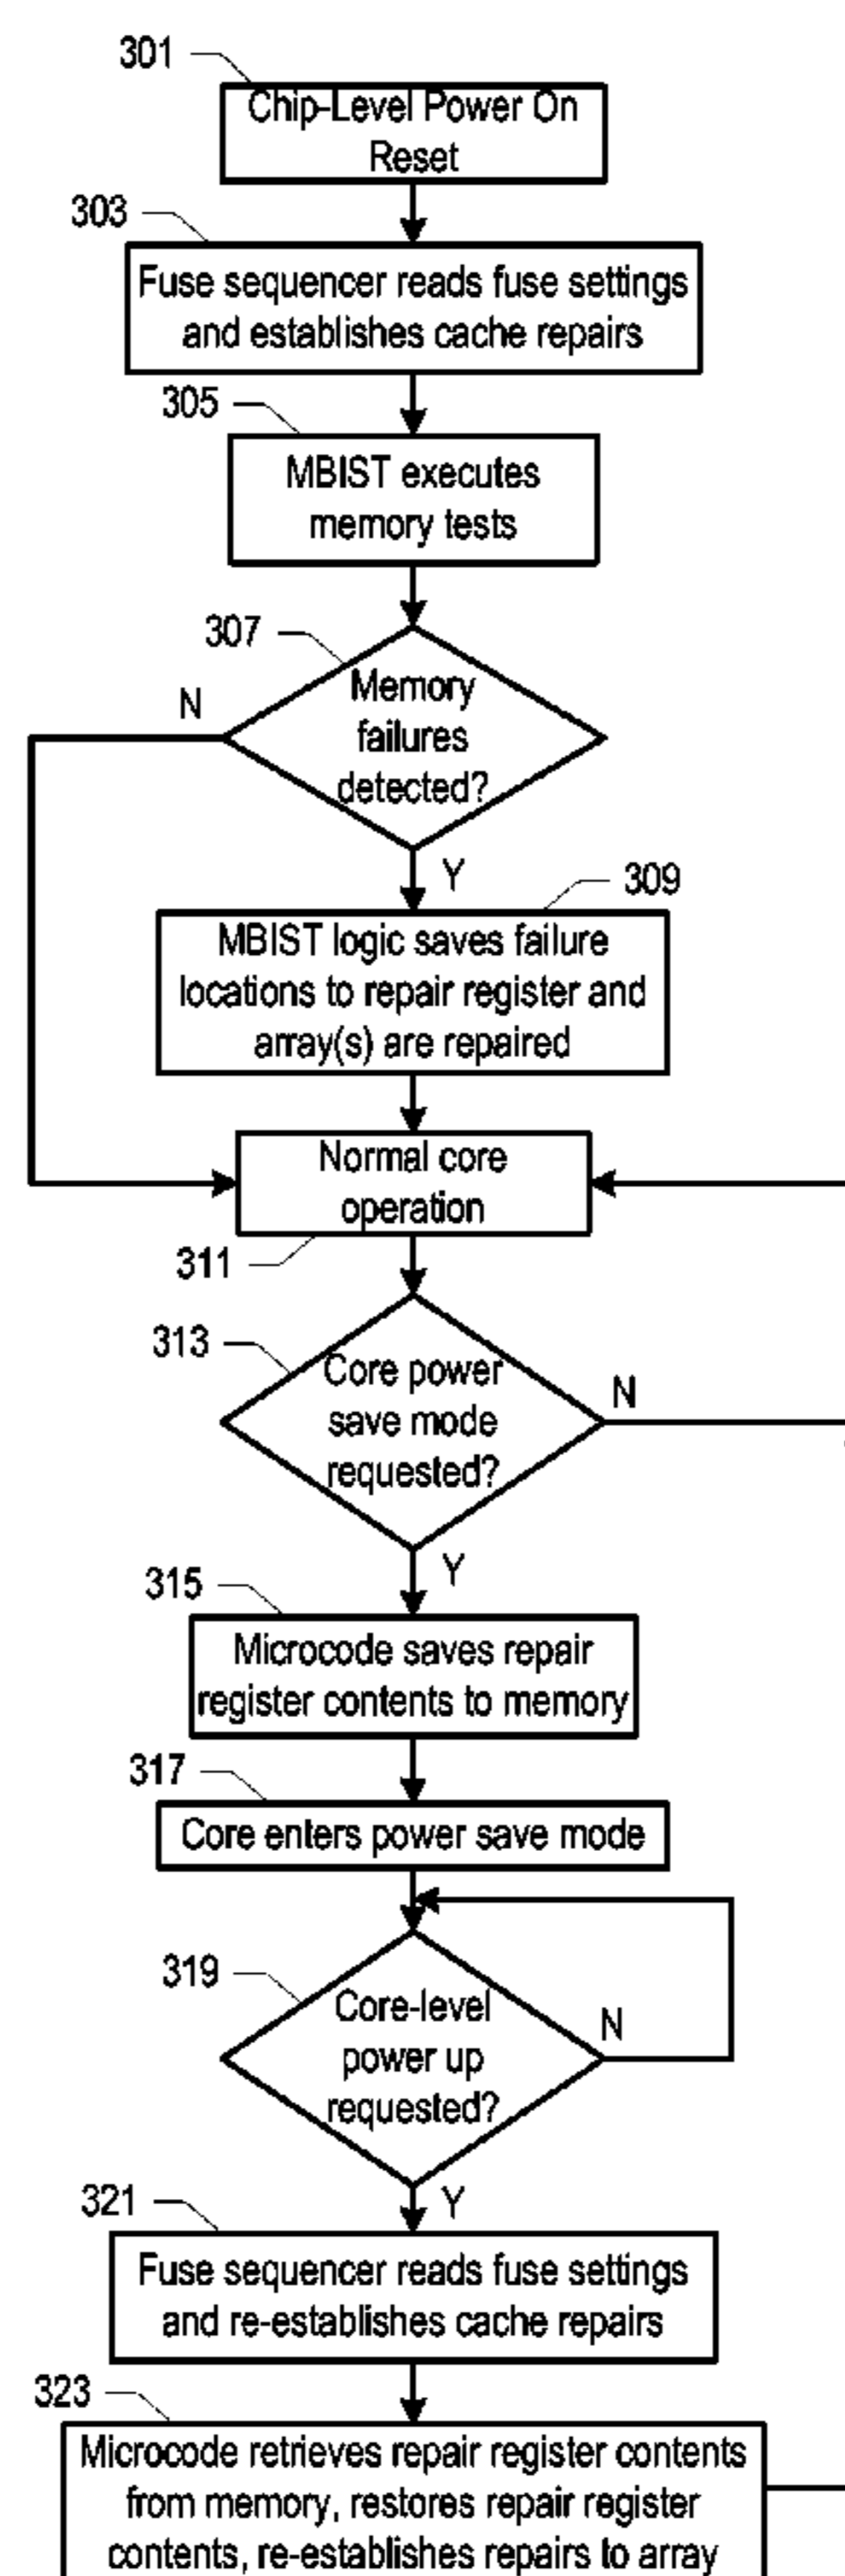 301
Chip-Level Power On
Reset
303
Fuse sequencer reads fuse settings
and establishes cache repairs
305
MBIST executes
memory tests
307
N
Memory
failures
detected?
Y
309
MBIST logic saves failure
locations to repair register and
array(s) are repaired
Normal core
operation
311
313
Core power
save mode
requested?
N
Y
315
Microcode saves repair
register contents to memory
317
Core enters power save mode
319
Core-level
power up
requested?
N
Y
321
Fuse sequencer reads fuse settings
and re-establishes cache repairs
323
Microcode retrieves repair register contents
from memory, restores repair register
contents, re-establishes repairs to array